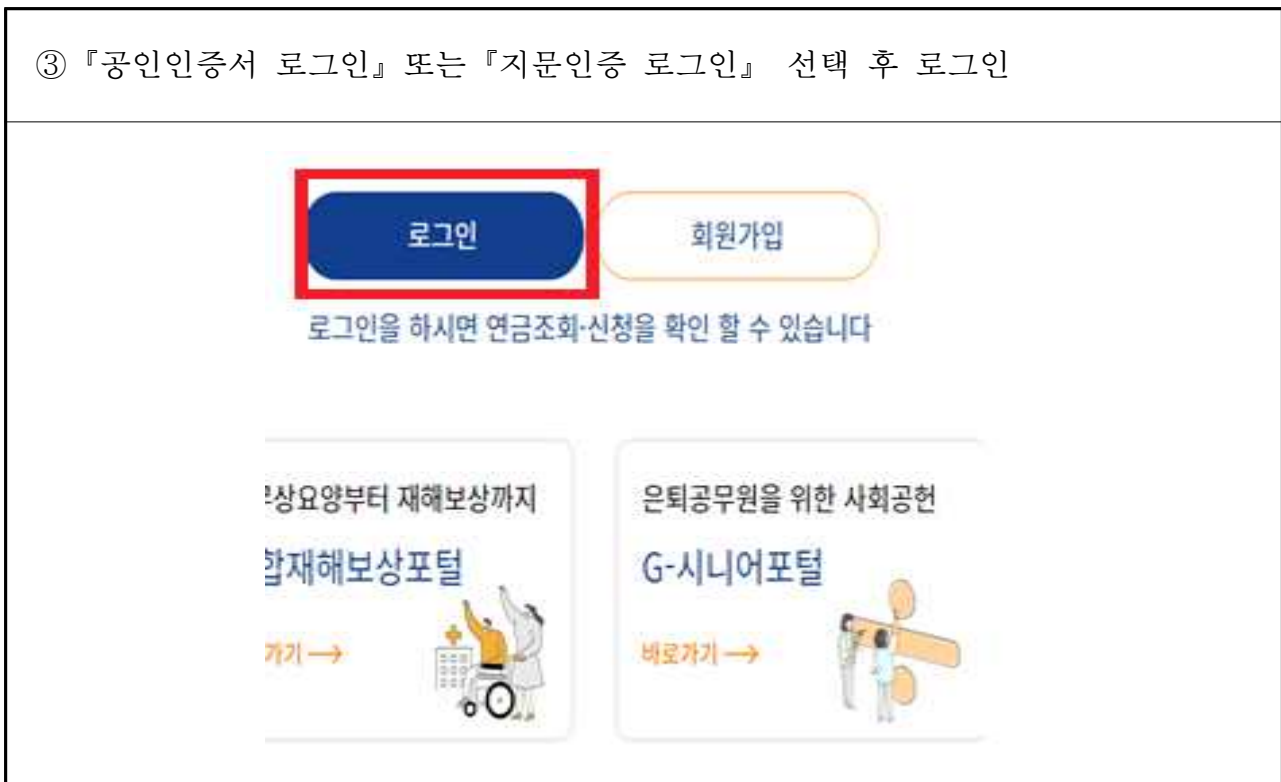 ③『공인인증서 로그인』또는『지문인증 로그인』 선택 후 로그인
로그인
회원가입
로그인을 하시면 연금조회·신청을 확인 할 수 있습니다
상요양부터 재해보상까지
합재해보상포털
가기 →
은퇴공무원을 위한 사회공헌
G-시니어포털
바로가기 →